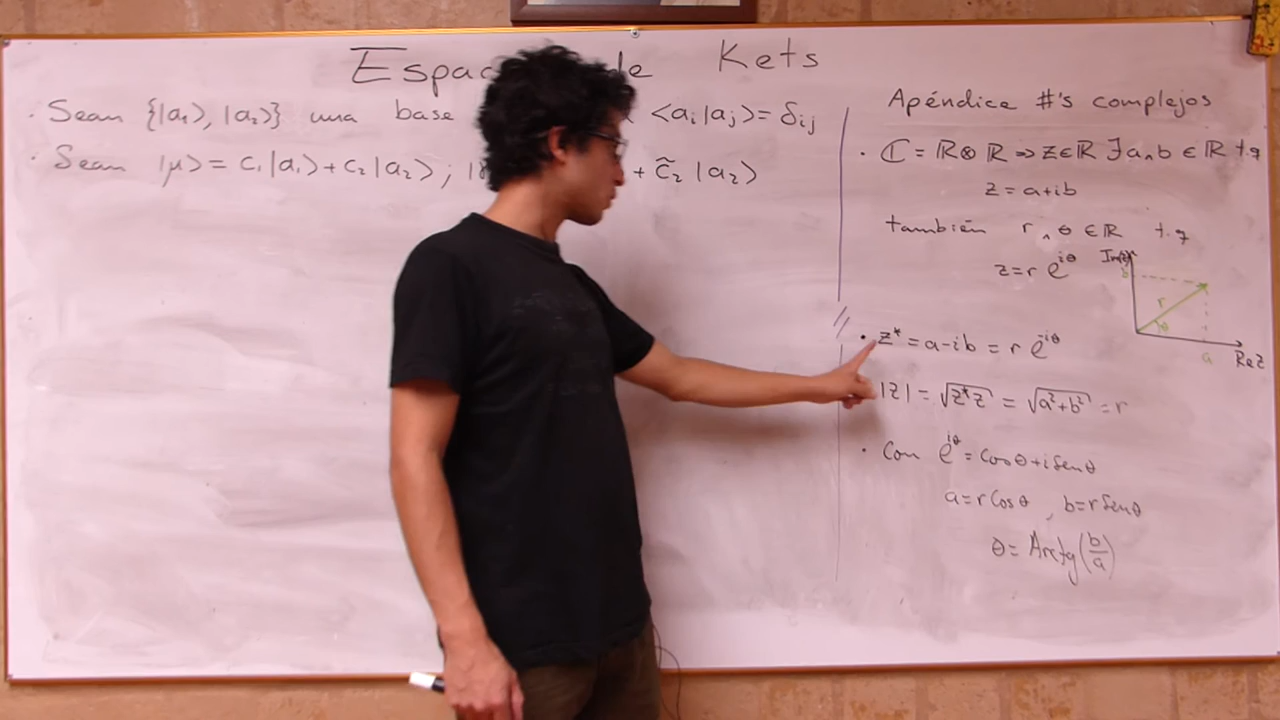 Espac de Kets
· Sean {|a₁⟩, |a₂⟩} una base ⟨aᵢ|aⱼ⟩ = δᵢⱼ
· Sean |μ⟩ = c₁|a₁⟩ + c₂|a₂⟩ ; | + c̃₂ |a₂⟩
Apéndice #'s complejos
· ℂ = ℝ⊗ℝ ⇒ z∈ℝ ∃ a∧b ∈ ℝ t.q
z = a+ib
también r ∧ θ ∈ ℝ t.q
z = r e^{iθ}
Im(z)
b
r
θ
a
Re z
· z* = a-ib = r e^{-iθ}
|z| = √(z*z) = √(a²+b²) = r
· Con e^{iθ} = Cosθ + i Senθ
a = r Cosθ , b = r Senθ
θ = Arctg(b/a)